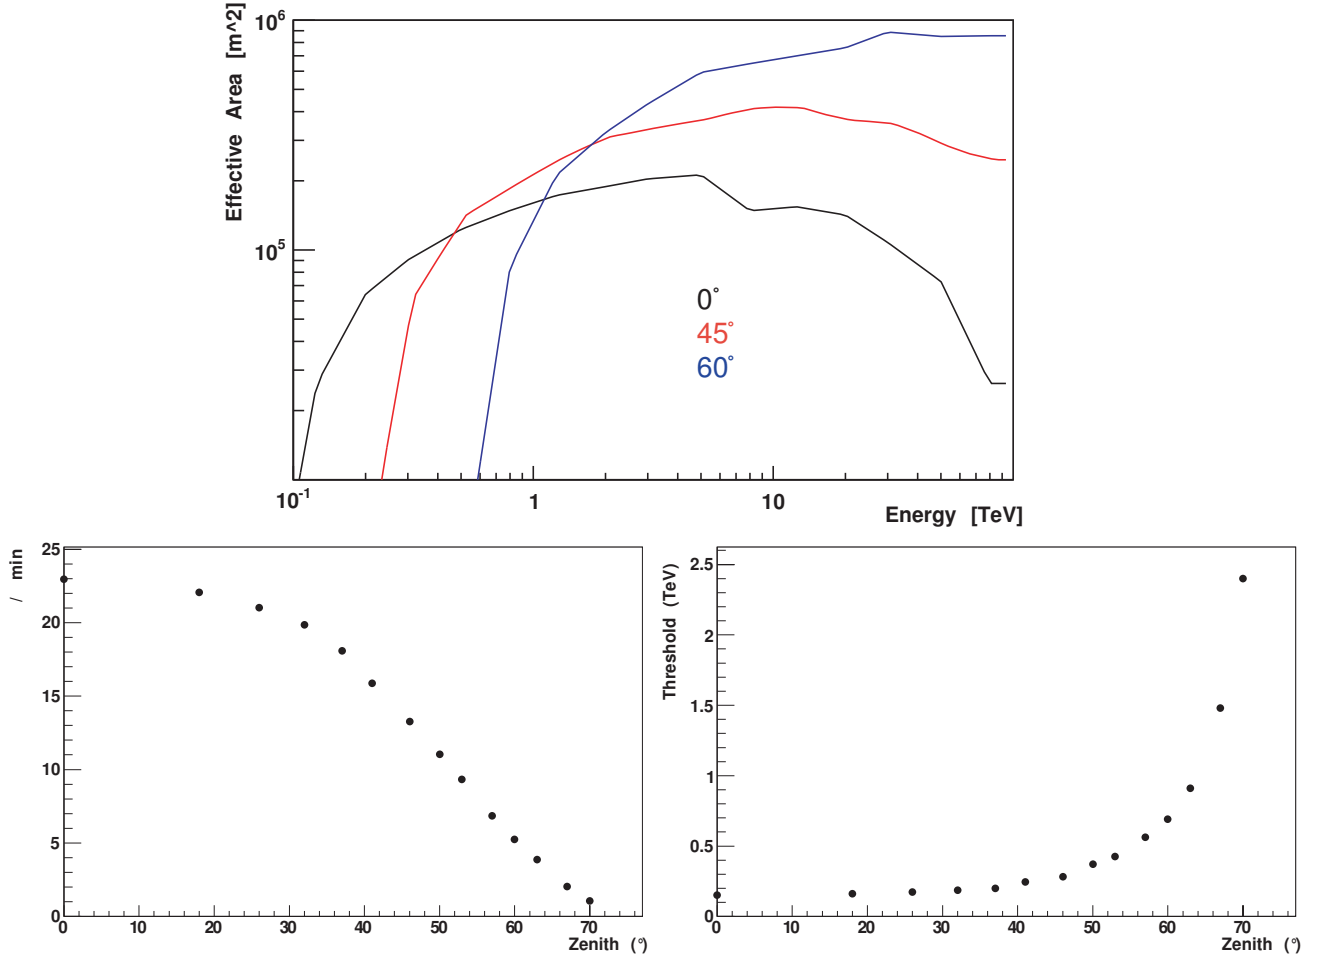 Effective Area [m^2]
10^6
10^5
0°
45°
60°
10^-1 1 10
Energy [TeV]
/ min
25
20
15
10
5
0
0 10 20 30 40 50 60 70
Zenith (°)
Threshold (TeV)
2.5
2
1.5
1
0.5
0
0 10 20 30 40 50 60 70
Zenith (°)